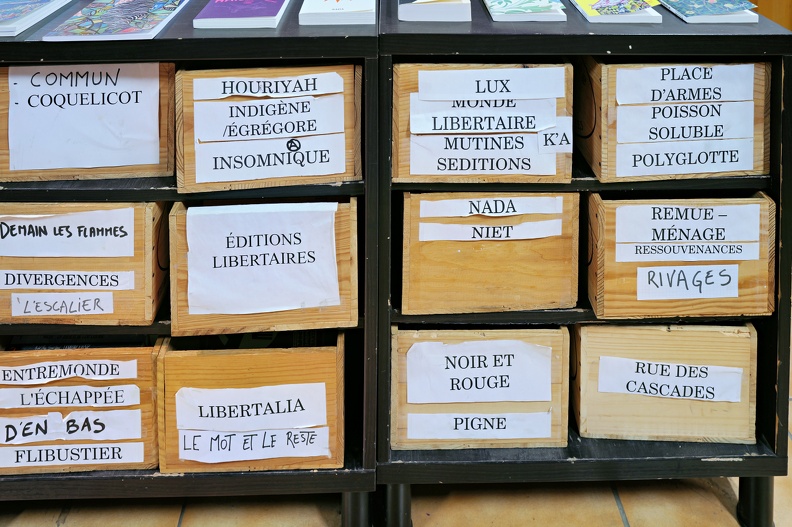 - COMMUN
- COQUELICOT
HOURIYAH
INDIGÈNE
/ÉGRÉGORE
INSOMNIQUE
LUX
MONDE
LIBERTAIRE
MUTINES
SEDITIONS
K'A
PLACE
D'ARMES
POISSON
SOLUBLE
POLYGLOTTE
DEMAIN LES FLAMMES
DIVERGENCES
L'ESCALIER
ÉDITIONS
LIBERTAIRES
NADA
NIET
REMUE –
MÉNAGE
RESSOUVENANCES
RIVAGES
ENTREMONDE
L'ÉCHAPPÉE
D'EN BAS
FLIBUSTIER
LIBERTALIA
LE MOT ET LE RESTE
NOIR ET
ROUGE
PIGNE
RUE DES
CASCADES